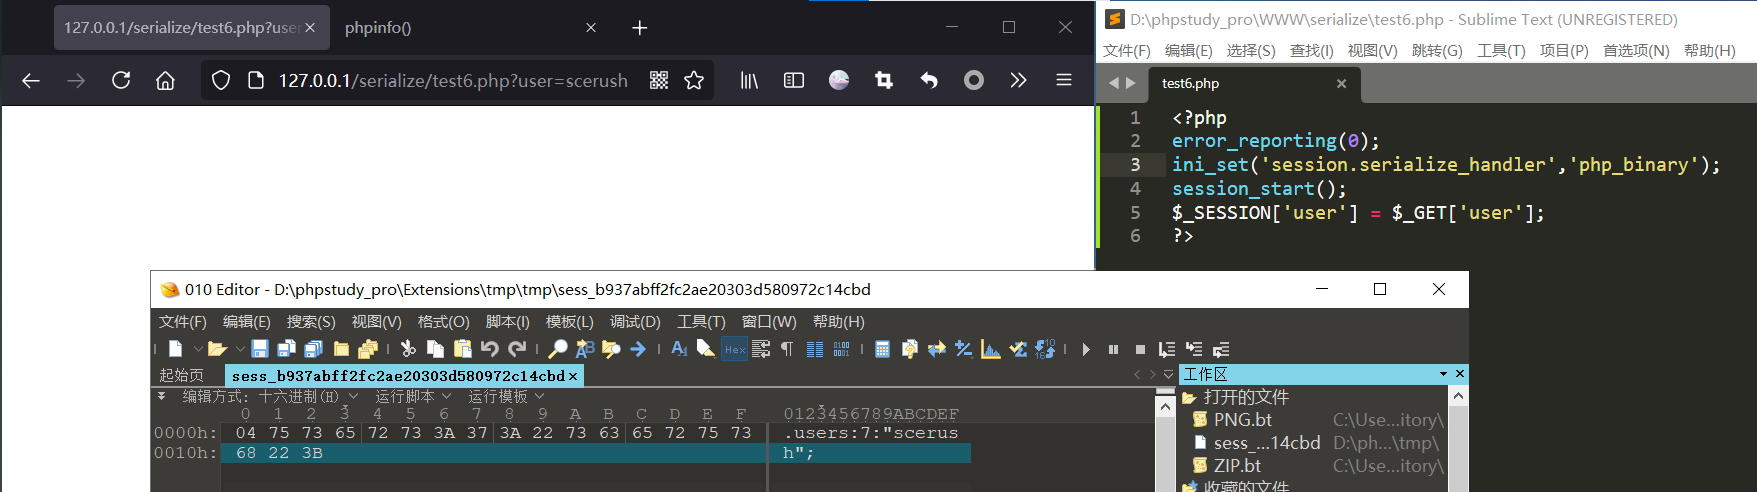 127.0.0.1/serialize/test6.php?use
phpinfo()
127.0.0.1/serialize/test6.php?user=scerush
D:\phpstudy_pro\WWW\serialize\test6.php - Sublime Text (UNREGISTERED)
文件(F) 编辑(E) 选择(S) 查找(I) 视图(V) 跳转(G) 工具(T) 项目(P) 首选项(N) 帮助(H)
test6.php
1 <?php
2 error_reporting(0);
3 ini_set('session.serialize_handler','php_binary');
4 session_start();
5 $_SESSION['user'] = $_GET['user'];
6 ?>
010 Editor - D:\phpstudy_pro\Extensions\tmp\tmp\sess_b937abff2fc2ae20303d580972c14cbd
文件(F) 编辑(E) 搜索(S) 视图(V) 格式(O) 脚本(I) 模板(L) 调试(D) 工具(T) 窗口(W) 帮助(H)
Hex
起始页 sess_b937abff2fc2ae20303d580972c14cbd
编辑方式: 十六进制(H) 运行脚本 运行模板
0 1 2 3 4 5 6 7 8 9 A B C D E F 0123456789ABCDEF
0000h: 04 75 73 65 72 73 3A 37 3A 22 73 63 65 72 75 73 .users:7:"scerus
0010h: 68 22 3B h";
工作区
打开的文件
PNG.bt C:\Use...itory\
sess_...14cbd D:\ph...\tmp\
ZIP.bt C:\Use...itory\
收藏的文件